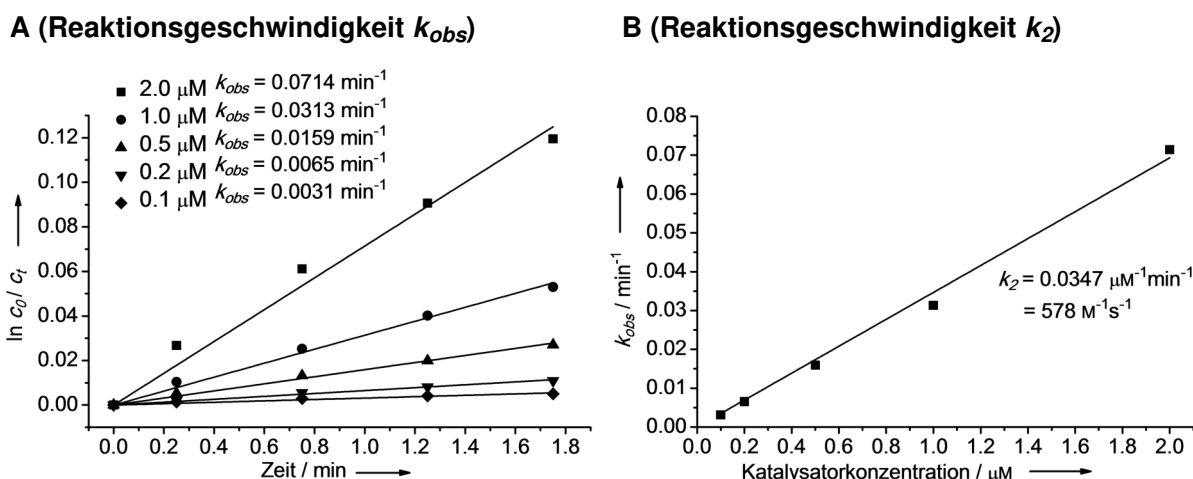 A (Reaktionsgeschwindigkeit kobs)
2.0 µM kobs = 0.0714 min-1
1.0 µM kobs = 0.0313 min-1
0.5 µM kobs = 0.0159 min-1
0.2 µM kobs = 0.0065 min-1
0.1 µM kobs = 0.0031 min-1
ln c0 / ct
0.12
0.10
0.08
0.06
0.04
0.02
0.00
0.0 0.2 0.4 0.6 0.8 1.0 1.2 1.4 1.6 1.8
Zeit / min
B (Reaktionsgeschwindigkeit k2)
kobs / min-1
0.08
0.07
0.06
0.05
0.04
0.03
0.02
0.01
0.00
k2 = 0.0347 µM-1min-1
= 578 M-1s-1
0.0 0.2 0.4 0.6 0.8 1.0 1.2 1.4 1.6 1.8 2.0
Katalysatorkonzentration / µM